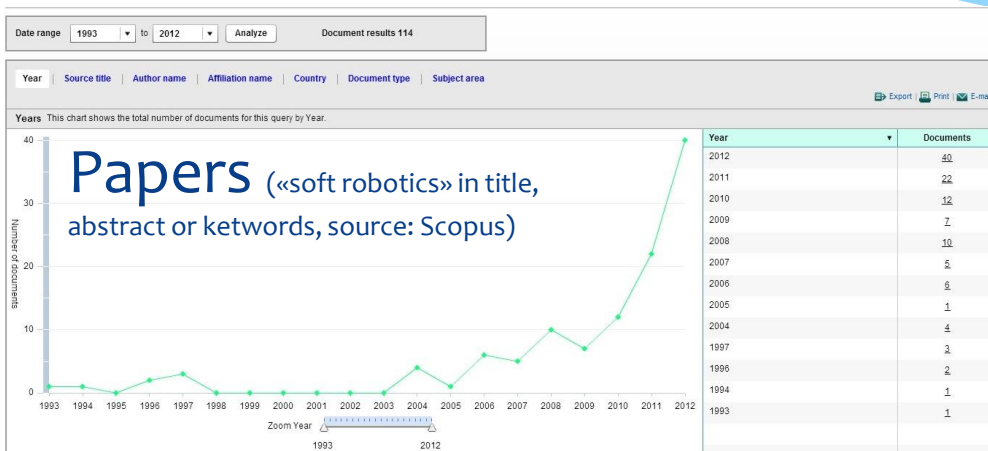 Date range 1993 to 2012 Analyze Document results 114
Year | Source title | Author name | Affiliation name | Country | Document type | Subject area
Export | Print | E-ma
Years This chart shows the total number of documents for this query by Year.
Papers («soft robotics» in title,
abstract or ketwords, source: Scopus)
Number of documents
40
30
20
10
0
1993 1994 1995 1996 1997 1998 1999 2000 2001 2002 2003 2004 2005 2006 2007 2008 2009 2010 2011 2012
Zoom Year
1993 2012
Year Documents
2012 40
2011 22
2010 12
2009 7
2008 10
2007 5
2006 6
2005 1
2004 4
1997 3
1996 2
1994 1
1993 1